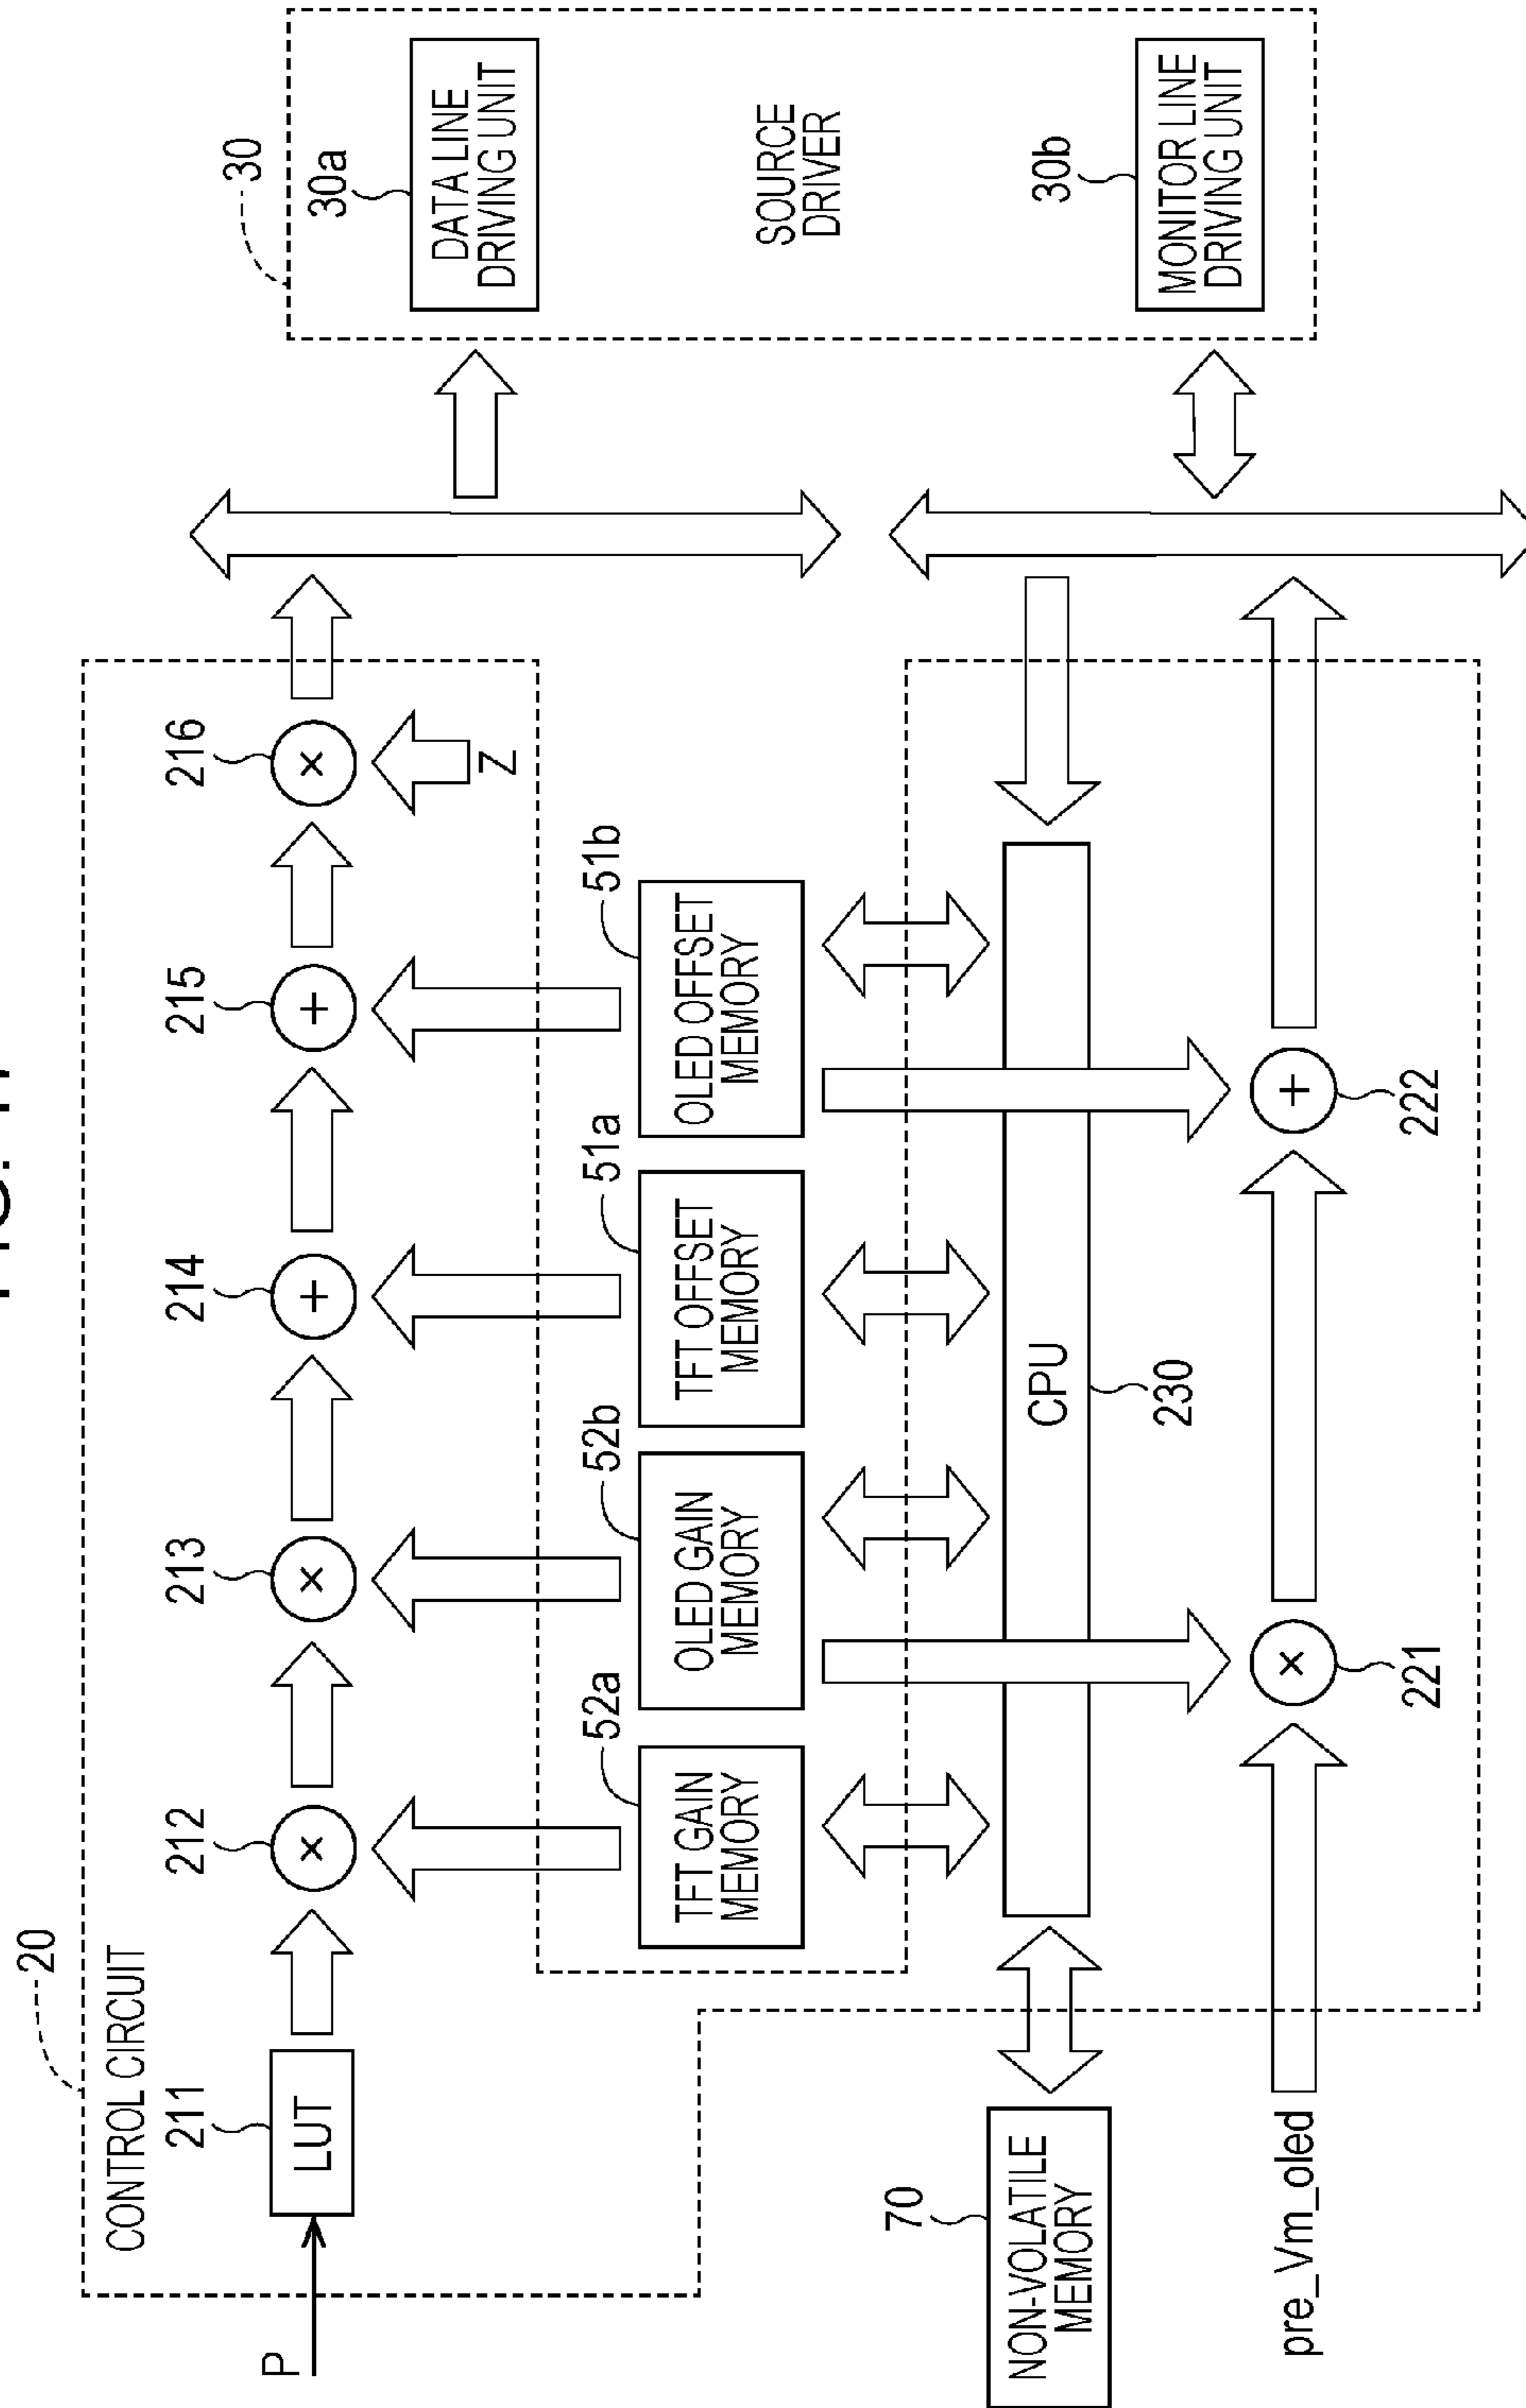 20
CONTROL CIRCUIT
P
211
LUT
212
×
213
×
214
+
215
+
216
×
Z
52a
TFT GAIN
MEMORY
52b
OLED GAIN
MEMORY
51a
TFT OFFSET
MEMORY
51b
OLED OFFSET
MEMORY
70
NON-VOLATILE
MEMORY
CPU
230
pre_Vm_oled
×
221
+
222
30
30a
DATA LINE
DRIVING UNIT
SOURCE
DRIVER
30b
MONITOR LINE
DRIVING UNIT